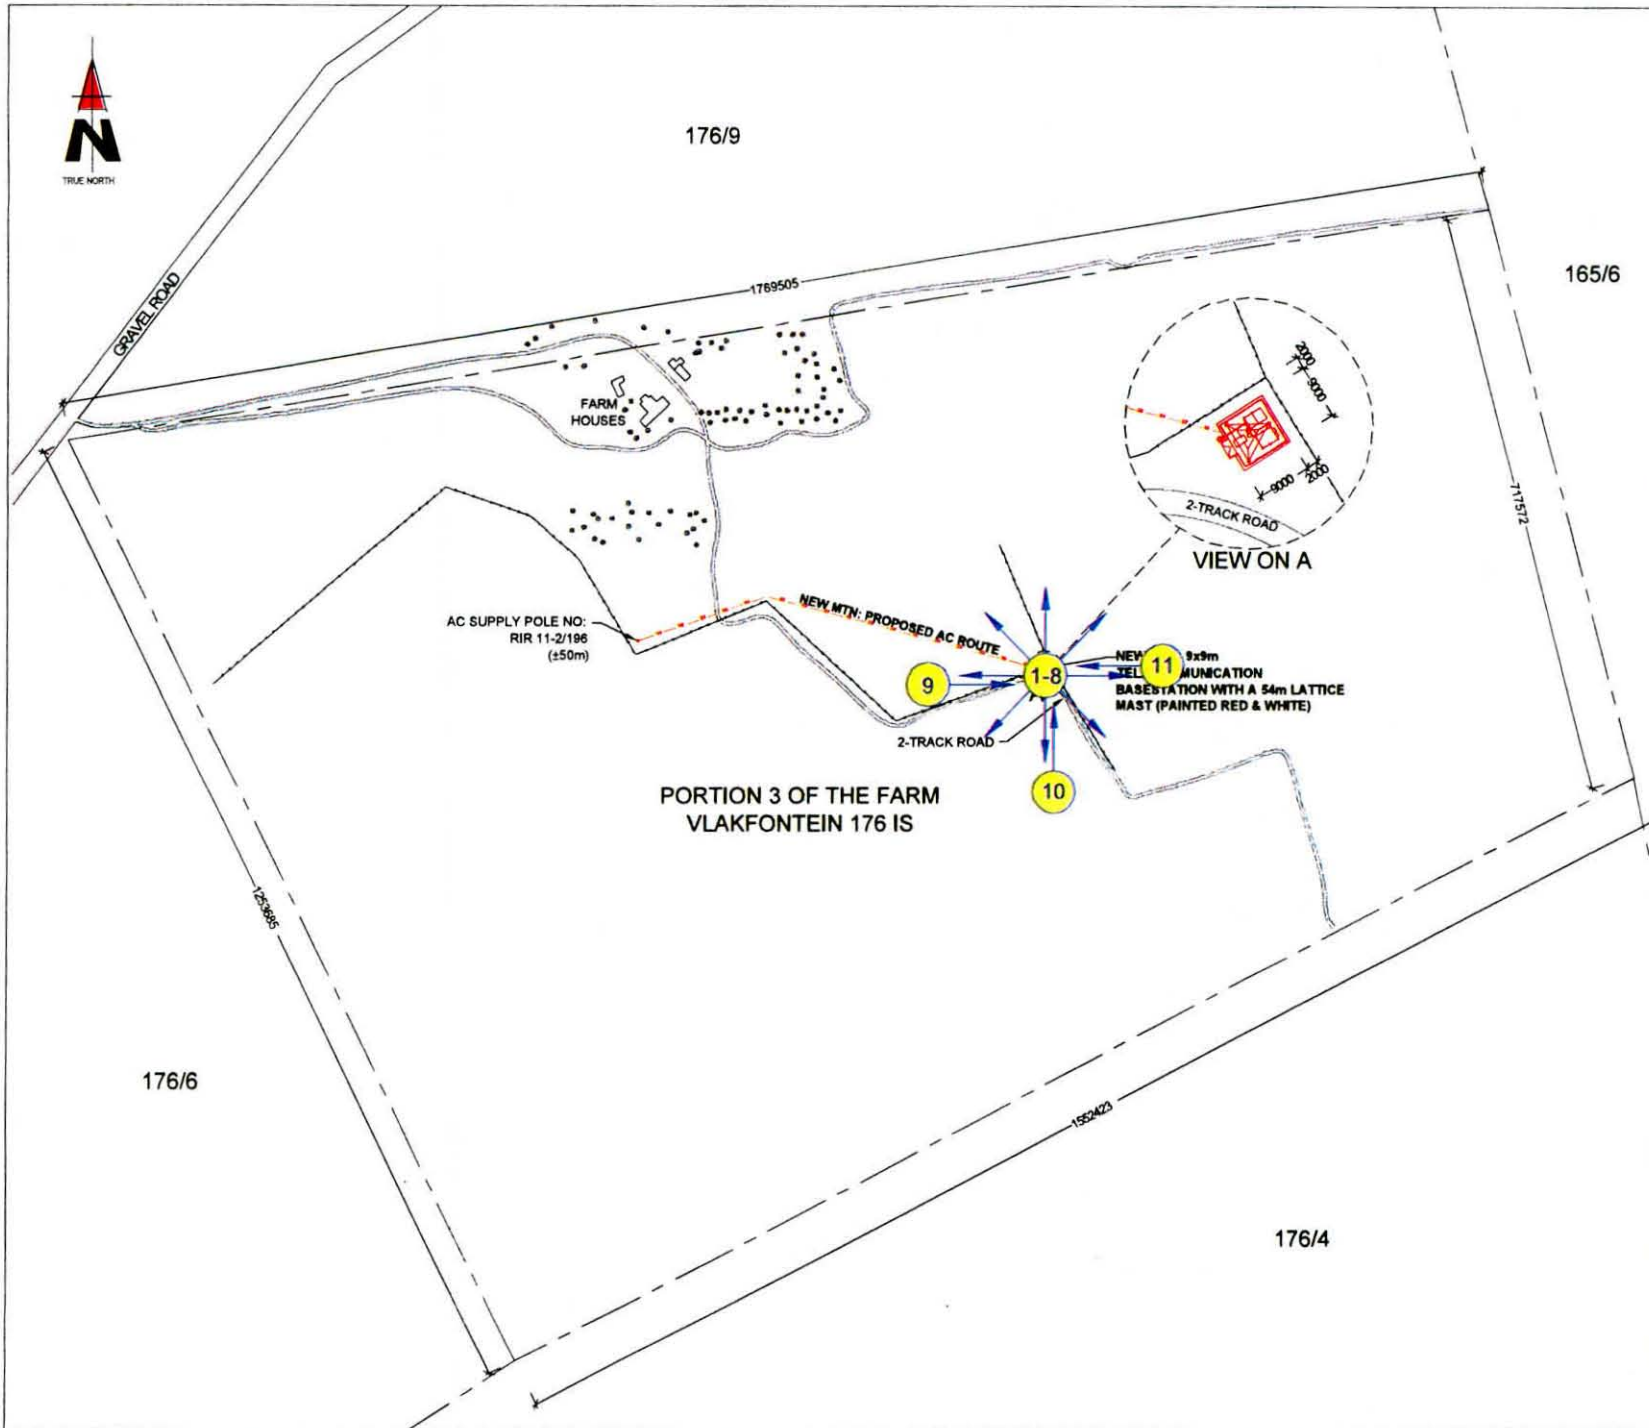 N
TRUE NORTH
176/9
165/6
GRAVEL ROAD
1769505
FARM
HOUSES
2000
9000
9000
2000
2-TRACK ROAD
VIEW ON A
717572
AC SUPPLY POLE NO:
RIR 11-2/196
(±50m)
NEW MTN: PROPOSED AC ROUTE
9
1-8
11
NEW 9x9m
TEL MUNICATION
BASESTATION WITH A 54m LATTICE
MAST (PAINTED RED & WHITE)
2-TRACK ROAD
10
PORTION 3 OF THE FARM
VLAKFONTEIN 176 IS
1253685
1552423
176/6
176/4